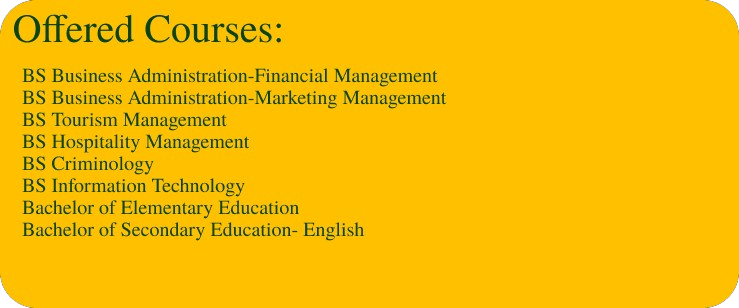 Offered Courses:
BS Business Administration-Financial Management
BS Business Administration-Marketing Management
BS Tourism Management
BS Hospitality Management
BS Criminology
BS Information Technology
Bachelor of Elementary Education
Bachelor of Secondary Education- English